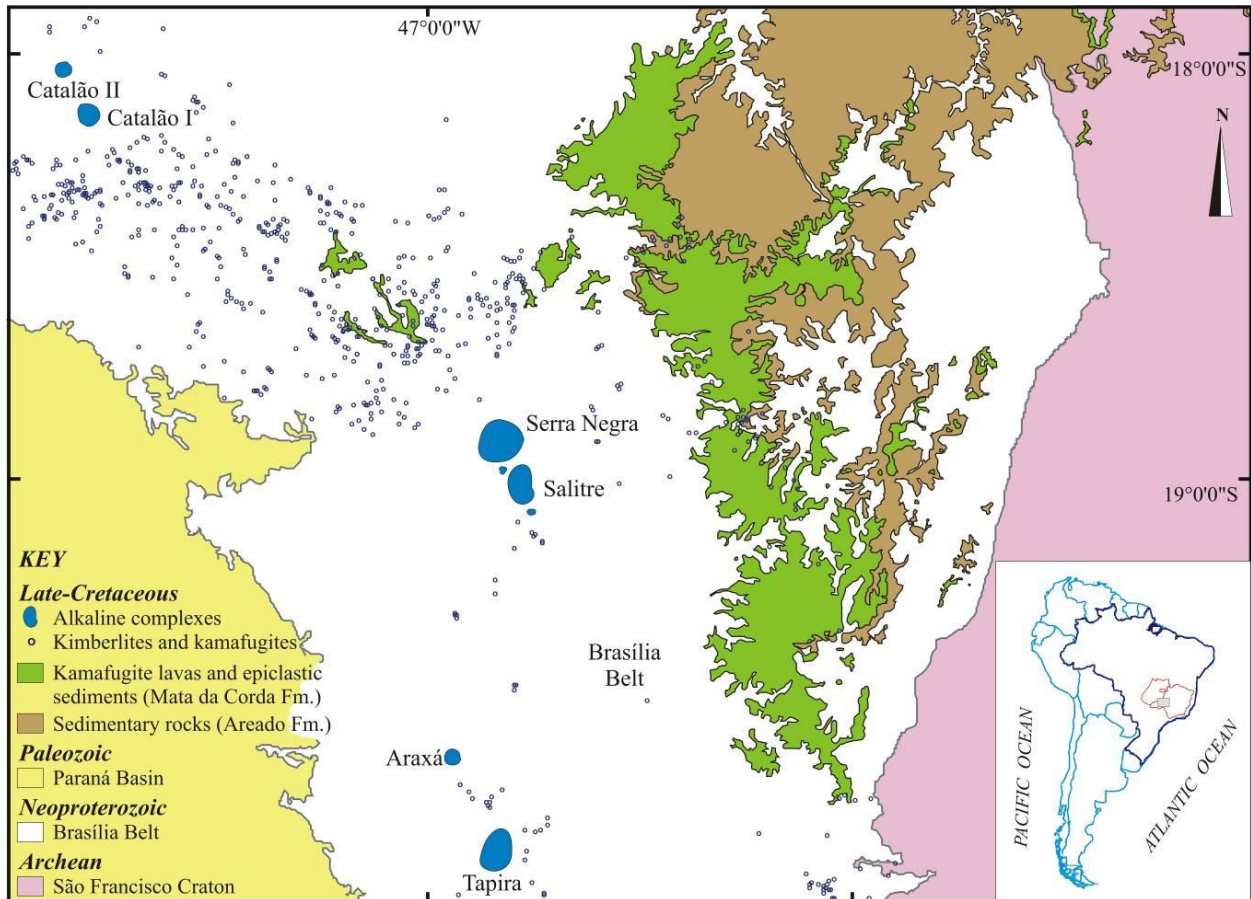 47°0'0"W
18°0'0"S
Catalão II
Catalão I
N
Serra Negra
Salitre
19°0'0"S
KEY
Late-Cretaceous
Alkaline complexes
Kimberlites and kamafugites
Kamafugite lavas and epiclastic
sediments (Mata da Corda Fm.)
Sedimentary rocks (Areado Fm.)
Paleozoic
Paraná Basin
Neoproterozoic
Brasília Belt
Archean
São Francisco Craton
Brasília
Belt
Araxá
Tapira
PACIFIC OCEAN
ATLANTIC OCEAN